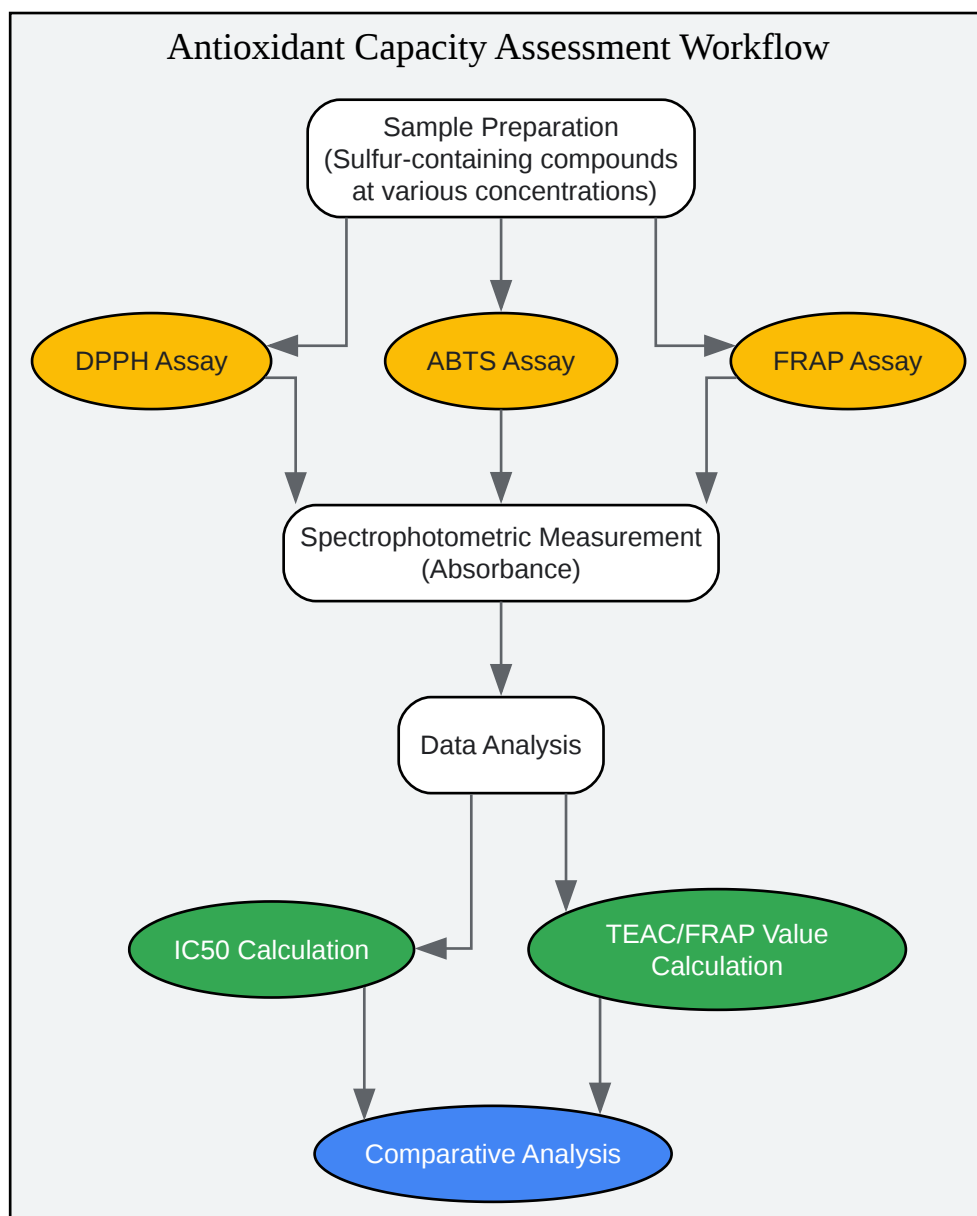 Antioxidant Capacity Assessment Workflow
Sample Preparation
(Sulfur-containing compounds
at various concentrations)
DPPH Assay
ABTS Assay
FRAP Assay
Spectrophotometric Measurement
(Absorbance)
Data Analysis
IC50 Calculation
TEAC/FRAP Value
Calculation
Comparative Analysis